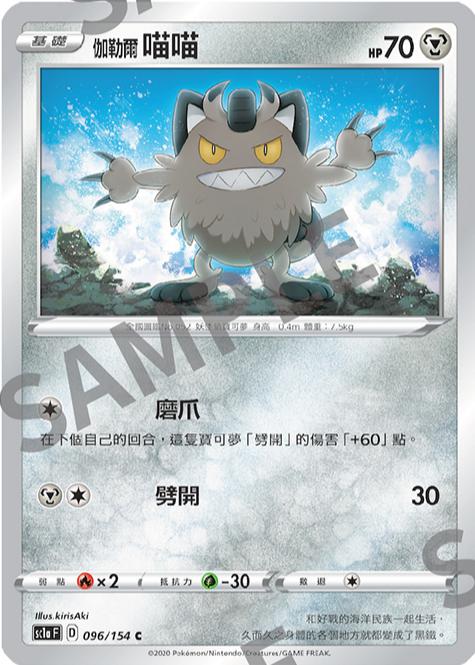 基礎 伽勒爾 喵喵 HP 70
全國圖鑑No.052 妖怪貓寶可夢 身高 0.4m 體重：7.5kg
磨爪
在下個自己的回合，這隻寶可夢「劈開」的傷害「+60」點。
劈開 30
弱點 ×2 抵抗力 -30 撤退
Illus.kirisAki
和好戰的海洋民族一起生活，
sc1a F D 096/154 C
久而久之身體的各個地方就都變成了黑鐵。
©2020 Pokémon/Nintendo/Creatures/GAME FREAK.
SAMPLE